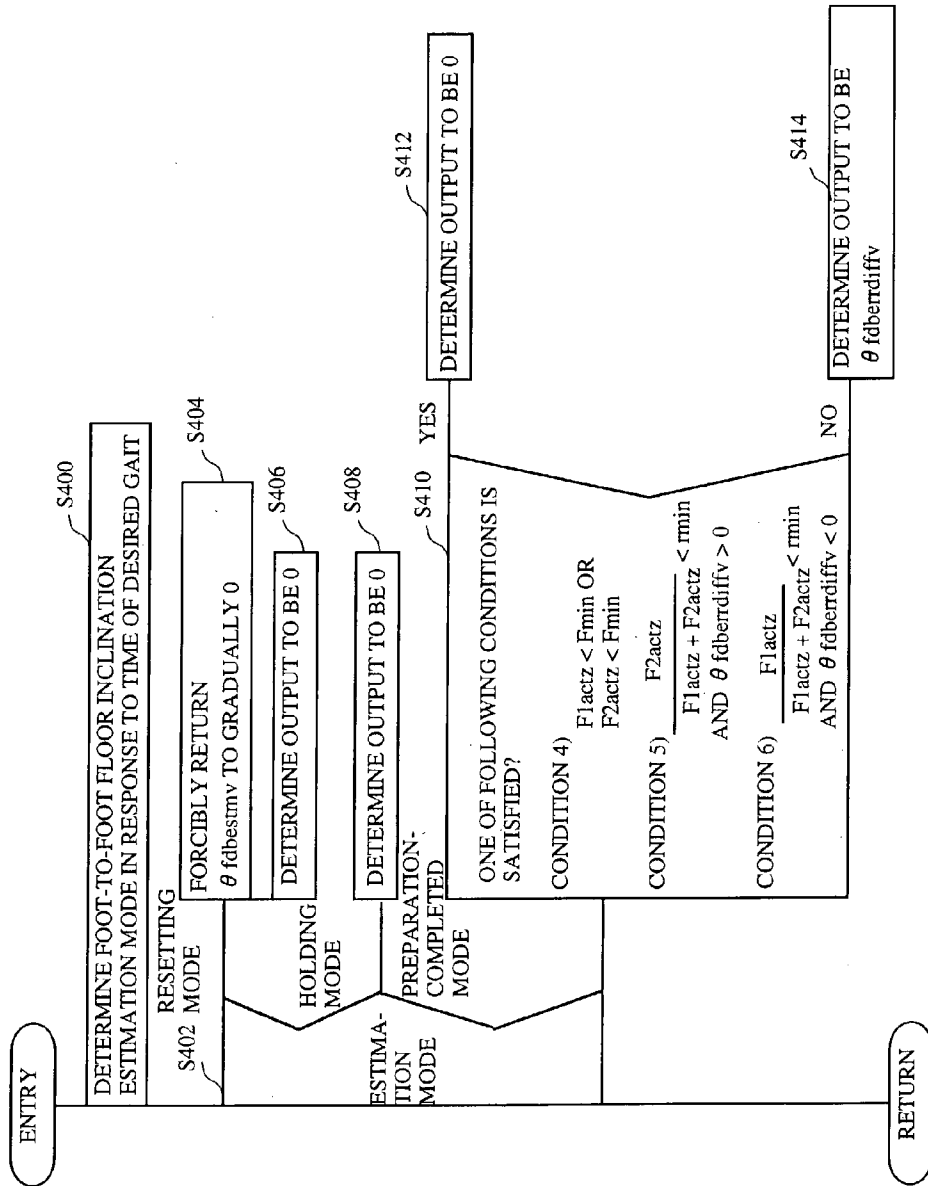 ENTRY
S400
DETERMINE FOOT-TO-FOOT FLOOR INCLINATION
ESTIMATION MODE IN RESPONSE TO TIME OF DESIRED GAIT
S402
RESETTING
MODE
S404
FORCIBLY RETURN
θ fdbestmv TO GRADUALLY 0
S406
DETERMINE OUTPUT TO BE 0
HOLDING
MODE
S408
DETERMINE OUTPUT TO BE 0
ESTIMA-
TION
MODE
PREPARATION-
COMPLETED
MODE
S410
ONE OF FOLLOWING CONDITIONS IS
SATISFIED?
CONDITION 4)
F1actz < Fmin OR
F2actz < Fmin
CONDITION 5)
F2actz
F1actz + F2actz < rmin
AND θ fdberrdiffv > 0
CONDITION 6)
F1actz
F1actz + F2actz < rmin
AND θ fdberrdiffv < 0
YES
S412
DETERMINE OUTPUT TO BE 0
NO
S414
DETERMINE OUTPUT TO BE
θ fdberrdiffv
RETURN